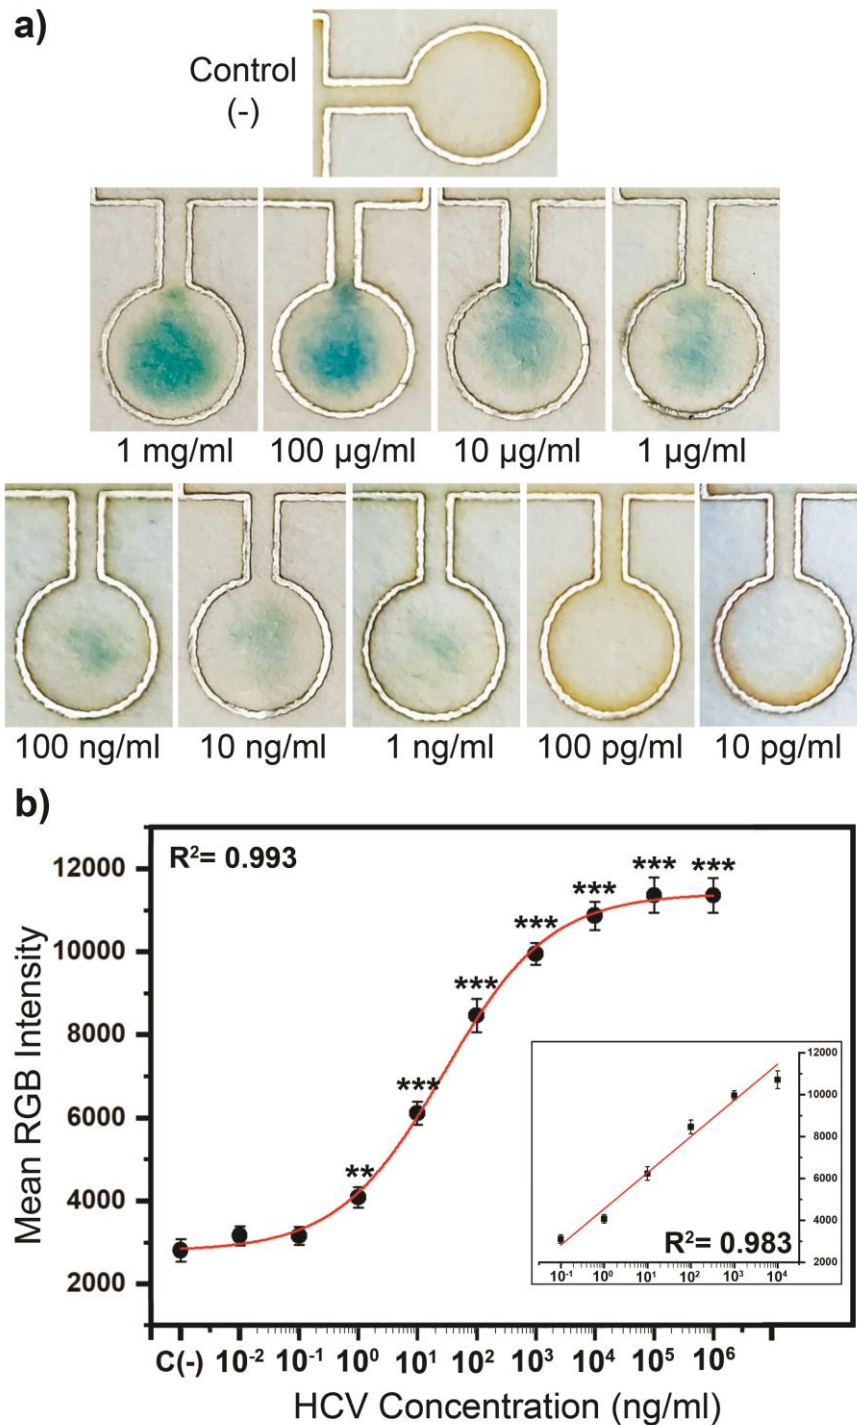 a)
Control
(-)
1 mg/ml 100 µg/ml 10 µg/ml 1 µg/ml
100 ng/ml 10 ng/ml 1 ng/ml 100 pg/ml 10 pg/ml
b)
R²= 0.993
12000
10000
8000
6000
4000
2000
Mean RGB Intensity
** *** *** *** *** *** ***
12000
10000
8000
6000
4000
2000
R²= 0.983
10⁻¹ 10⁰ 10¹ 10² 10³ 10⁴
C(-) 10⁻² 10⁻¹ 10⁰ 10¹ 10² 10³ 10⁴ 10⁵ 10⁶
HCV Concentration (ng/ml)